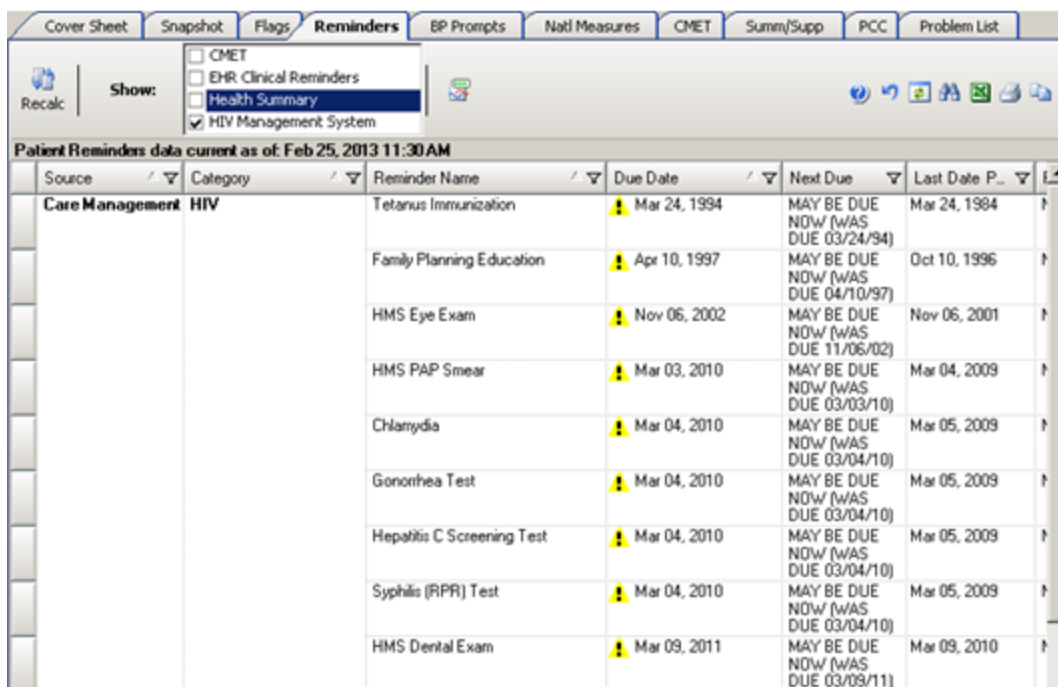 Cover Sheet Snapshot Flags Reminders BP Prompts Natl Measures CMET Summ/Supp PCC Problem List
CMET
EHR Clinical Reminders
Health Summary
HIV Management System
Recalc Show:
Patient Reminders data current as of: Feb 25, 2013 11:30 AM
Source Category Reminder Name Due Date Next Due Last Date P...
Care Management HIV Tetanus Immunization Mar 24, 1994 MAY BE DUE Mar 24, 1984
NOW (WAS
DUE 03/24/94)
Family Planning Education Apr 10, 1997 MAY BE DUE Oct 10, 1996
NOW (WAS
DUE 04/10/97)
HMS Eye Exam Nov 06, 2002 MAY BE DUE Nov 06, 2001
NOW (WAS
DUE 11/06/02)
HMS PAP Smear Mar 03, 2010 MAY BE DUE Mar 04, 2009
NOW (WAS
DUE 03/03/10)
Chlamydia Mar 04, 2010 MAY BE DUE Mar 05, 2009
NOW (WAS
DUE 03/04/10)
Gonorrhea Test Mar 04, 2010 MAY BE DUE Mar 05, 2009
NOW (WAS
DUE 03/04/10)
Hepatitis C Screening Test Mar 04, 2010 MAY BE DUE Mar 05, 2009
NOW (WAS
DUE 03/04/10)
Syphilis (RPR) Test Mar 04, 2010 MAY BE DUE Mar 05, 2009
NOW (WAS
DUE 03/04/10)
HMS Dental Exam Mar 09, 2011 MAY BE DUE Mar 09, 2010
NOW (WAS
DUE 03/09/11)